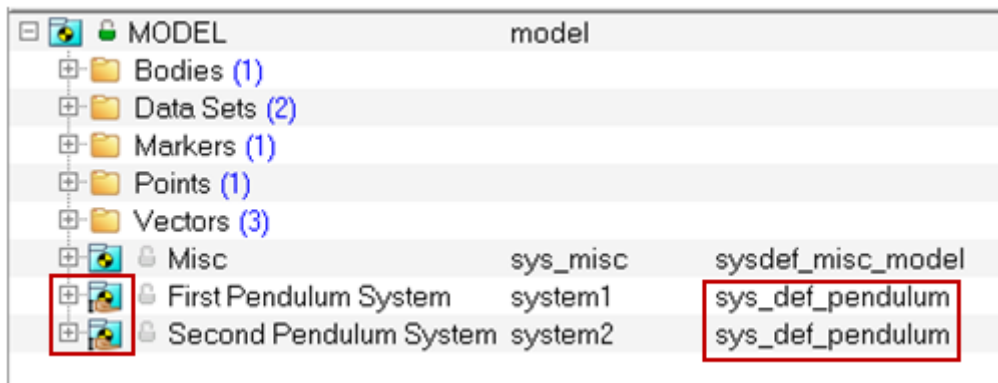 MODEL model
Bodies (1)
Data Sets (2)
Markers (1)
Points (1)
Vectors (3)
Misc sys_misc sysdef_misc_model
First Pendulum System system1 sys_def_pendulum
Second Pendulum System system2 sys_def_pendulum